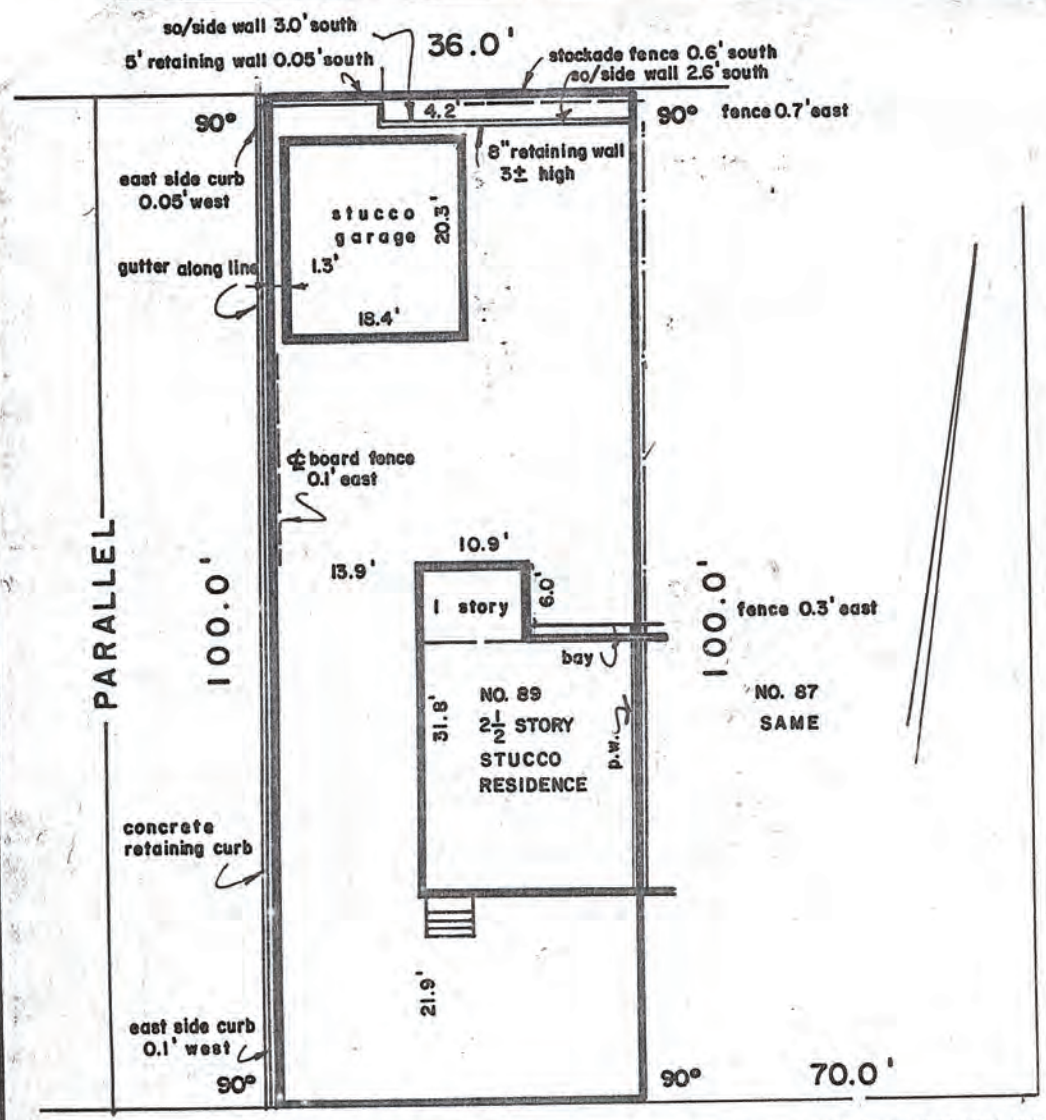 so/side wall 3.0' south
36.0'
5' retaining wall 0.05' south
stockade fence 0.6' south
so/side wall 2.6' south
90°
4.2'
90°
fence 0.7' east
8" retaining wall
3± high
east side curb
0.05' west
stucco
garage
20.3'
gutter along line
1.3'
18.4'
℄ board fence
0.1' east
PARALLEL
100.0'
13.9'
10.9'
1 story
6.0'
100.0'
fence 0.3' east
bay
NO. 89
2½ STORY
STUCCO
RESIDENCE
31.8'
p.w.
NO. 87
SAME
concrete
retaining curb
21.9'
east side curb
0.1' west
90°
90°
70.0'